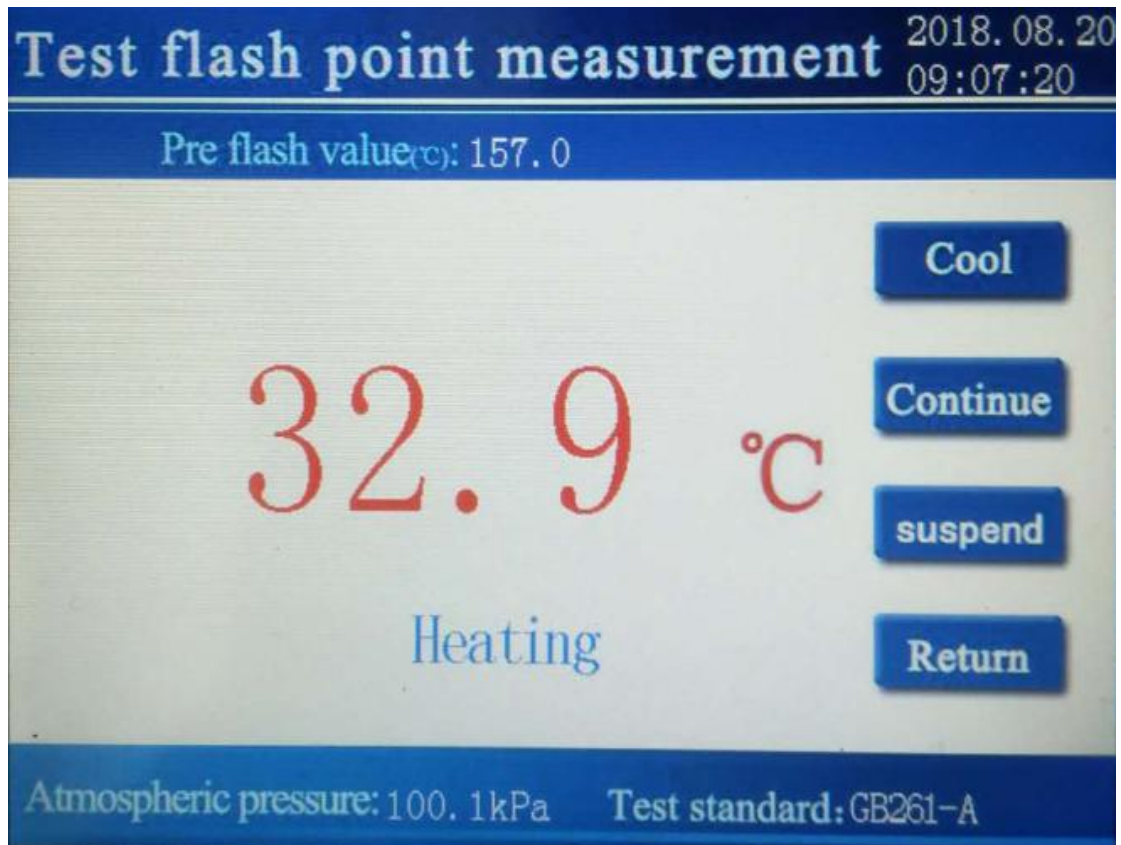 Test flash point measurement
2018.08.20
09:07:20
Pre flash value(℃): 157.0
Cool
32.9 ℃
Continue
suspend
Heating
Return
Atmospheric pressure: 100.1kPa Test standard: GB261-A